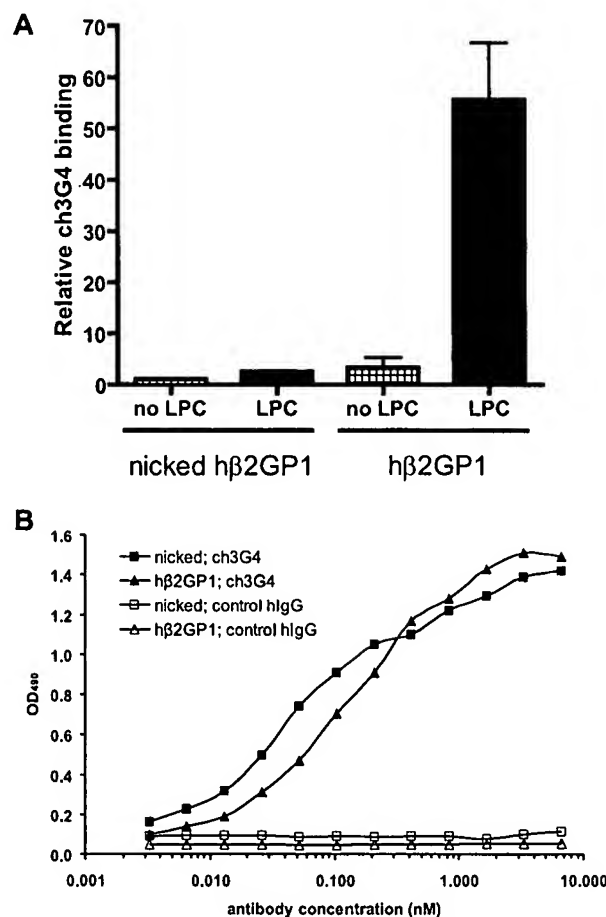 A
Relative ch3G4 binding
70
60
50
40
30
20
10
0
no LPC LPC no LPC LPC
nicked hβ2GP1 hβ2GP1
B
nicked; ch3G4
hβ2GP1; ch3G4
nicked; control hIgG
hβ2GP1; control hIgG
OD490
1.6
1.4
1.2
1.0
0.8
0.6
0.4
0.2
0.0
0.001 0.010 0.100 1.000 10.000
antibody concentration (nM)